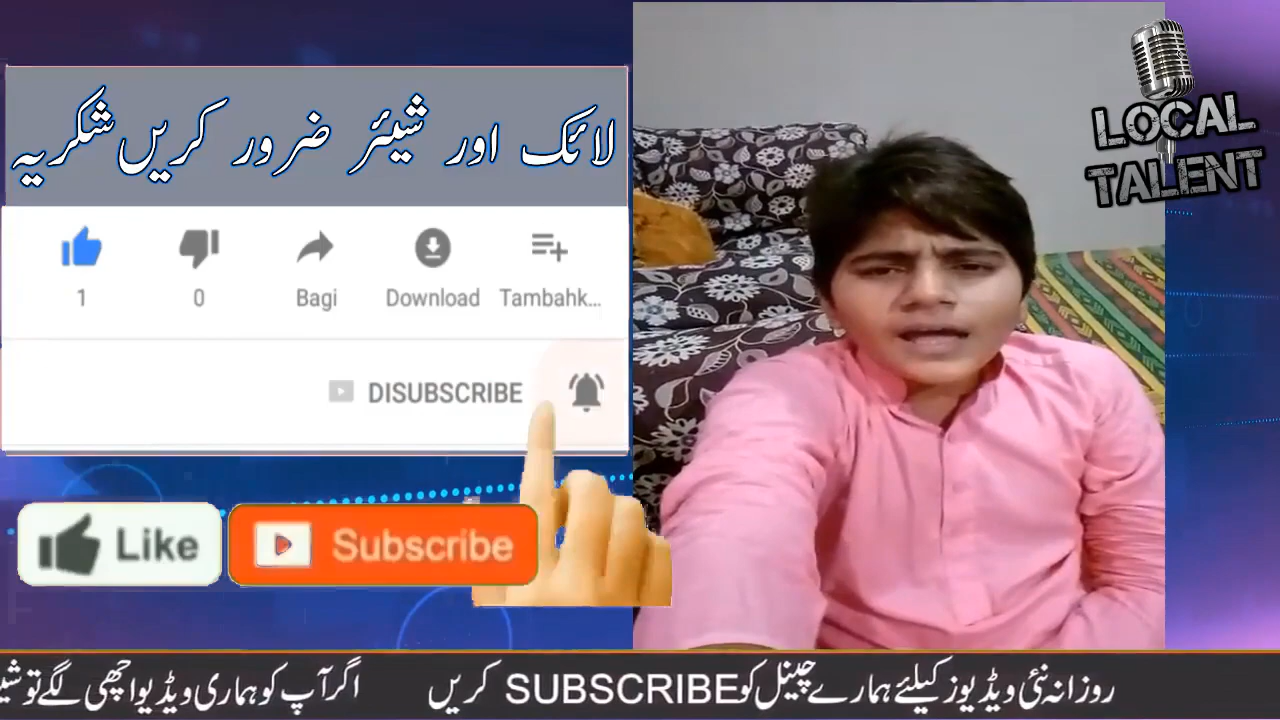 لائک اور شیئر ضرور کریں شکریہ
LOCAL
TALENT
1 0 Bagi Download Tambahk...
DISUBSCRIBE
Like Subscribe
روزانہ نئی ویڈیوز کیلئے ہمارے چینل کو SUBSCRIBE کریں اگر آپ کو ہماری ویڈیو اچھی لگے تو